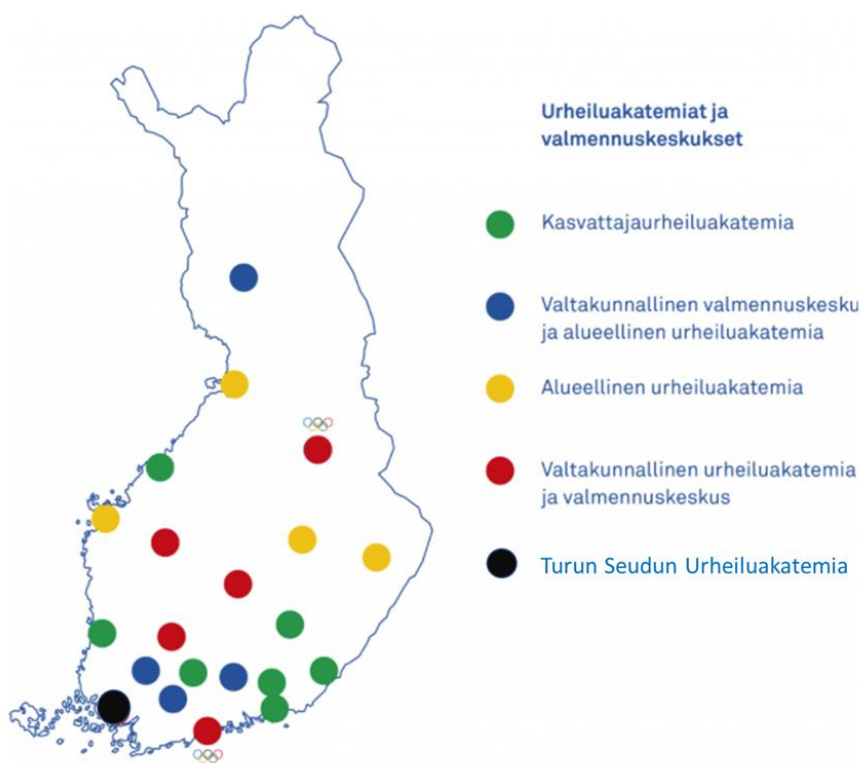 Urheiluakatemiat ja
valmennuskeskukset
Kasvattajaurheiluakatemia
Valtakunnallinen valmennuskesku
ja alueellinen urheiluakatemia
Alueellinen urheiluakatemia
Valtakunnallinen urheiluakatemia
ja valmennuskeskus
Turun Seudun Urheiluakatemia